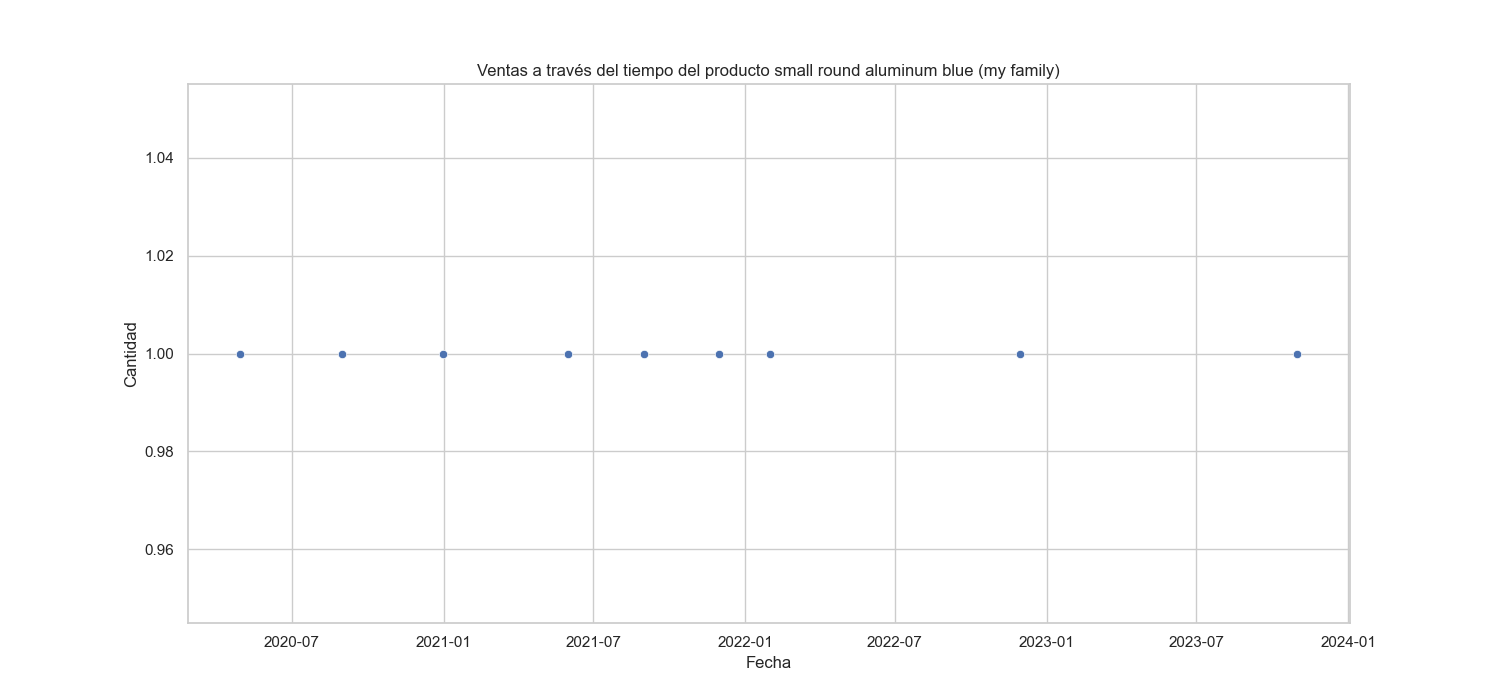 Ventas a través del tiempo del producto small round aluminum blue (my family)
1.04
1.02
1.00
0.98
0.96
Cantidad
2020-07 2021-01 2021-07 2022-01 2022-07 2023-01 2023-07 2024-01
Fecha